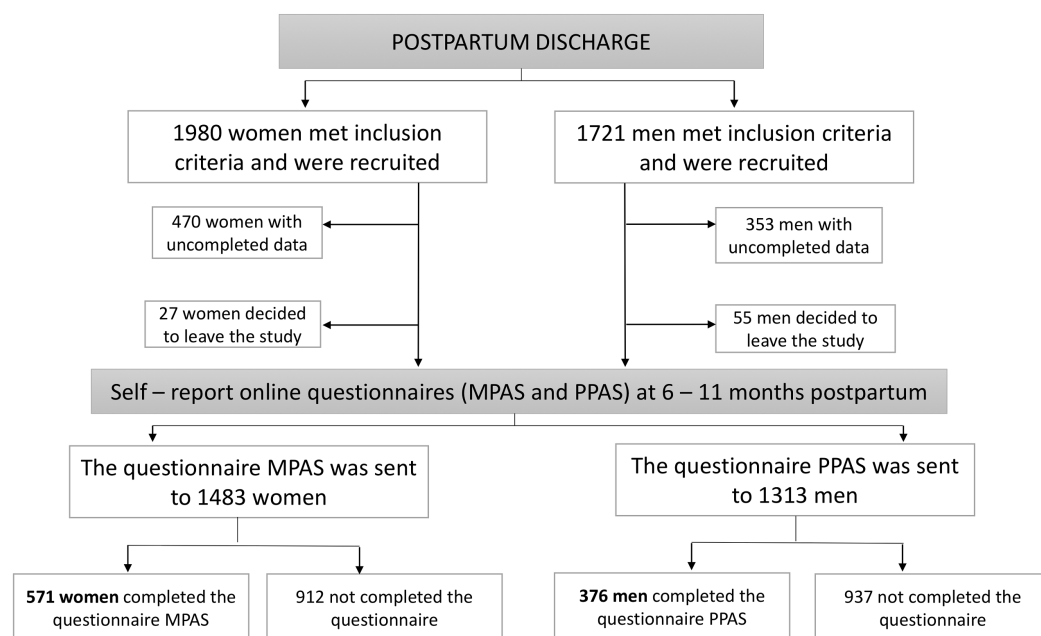 POSTPARTUM DISCHARGE
1980 women met inclusion
criteria and were recruited
1721 men met inclusion criteria
and were recruited
470 women with
uncompleted data
353 men with
uncompleted data
27 women decided
to leave the study
55 men decided to
leave the study
Self – report online questionnaires (MPAS and PPAS) at 6 – 11 months postpartum
The questionnaire MPAS was sent
to 1483 women
The questionnaire PPAS was sent
to 1313 men
571 women completed the
questionnaire MPAS
912 not completed the
questionnaire
376 men completed the
questionnaire PPAS
937 not completed the
questionnaire